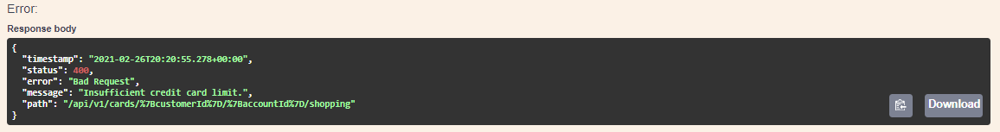 Error:
Response body
{
"timestamp": "2021-02-26T20:20:55.278+00:00",
"status": 400,
"error": "Bad Request",
"message": "Insufficient credit card limit.",
"path": "/api/v1/cards/%7BcustomerId%7D/%7BaccountId%7D/shopping"
}
Download